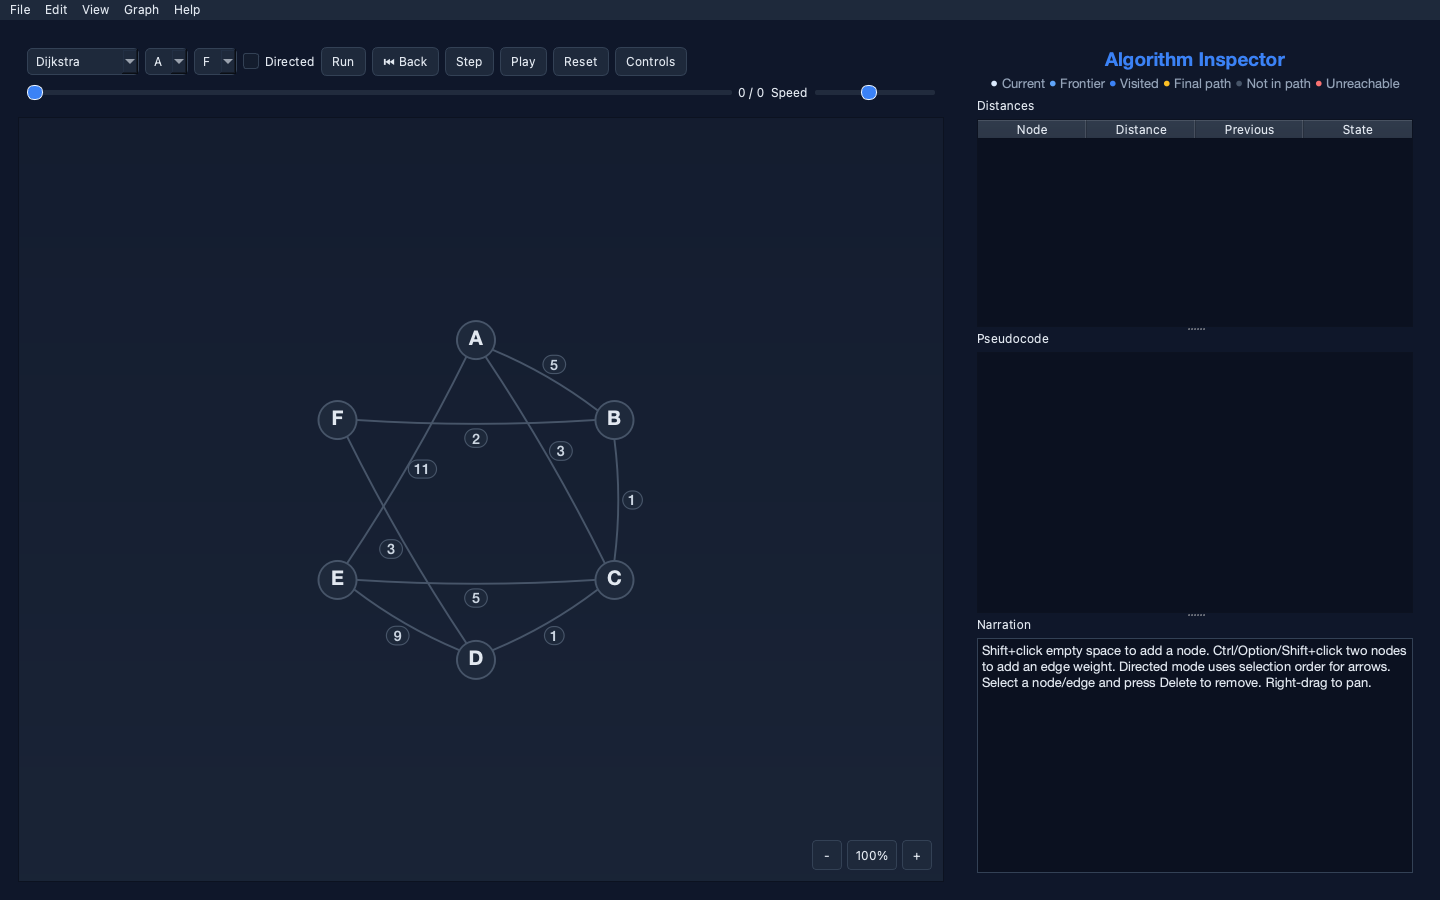 File Edit View Graph Help
Dijkstra A F Directed Run ⏮ Back Step Play Reset Controls
0 / 0 Speed
A
5
F
B
2
3
11
1
3
E
C
5
9
1
D
- 100% +
Algorithm Inspector
● Current ● Frontier ● Visited ● Final path ● Not in path ● Unreachable
Distances
Node Distance Previous State
Pseudocode
Narration
Shift+click empty space to add a node. Ctrl/Option/Shift+click two nodes
to add an edge weight. Directed mode uses selection order for arrows.
Select a node/edge and press Delete to remove. Right-drag to pan.